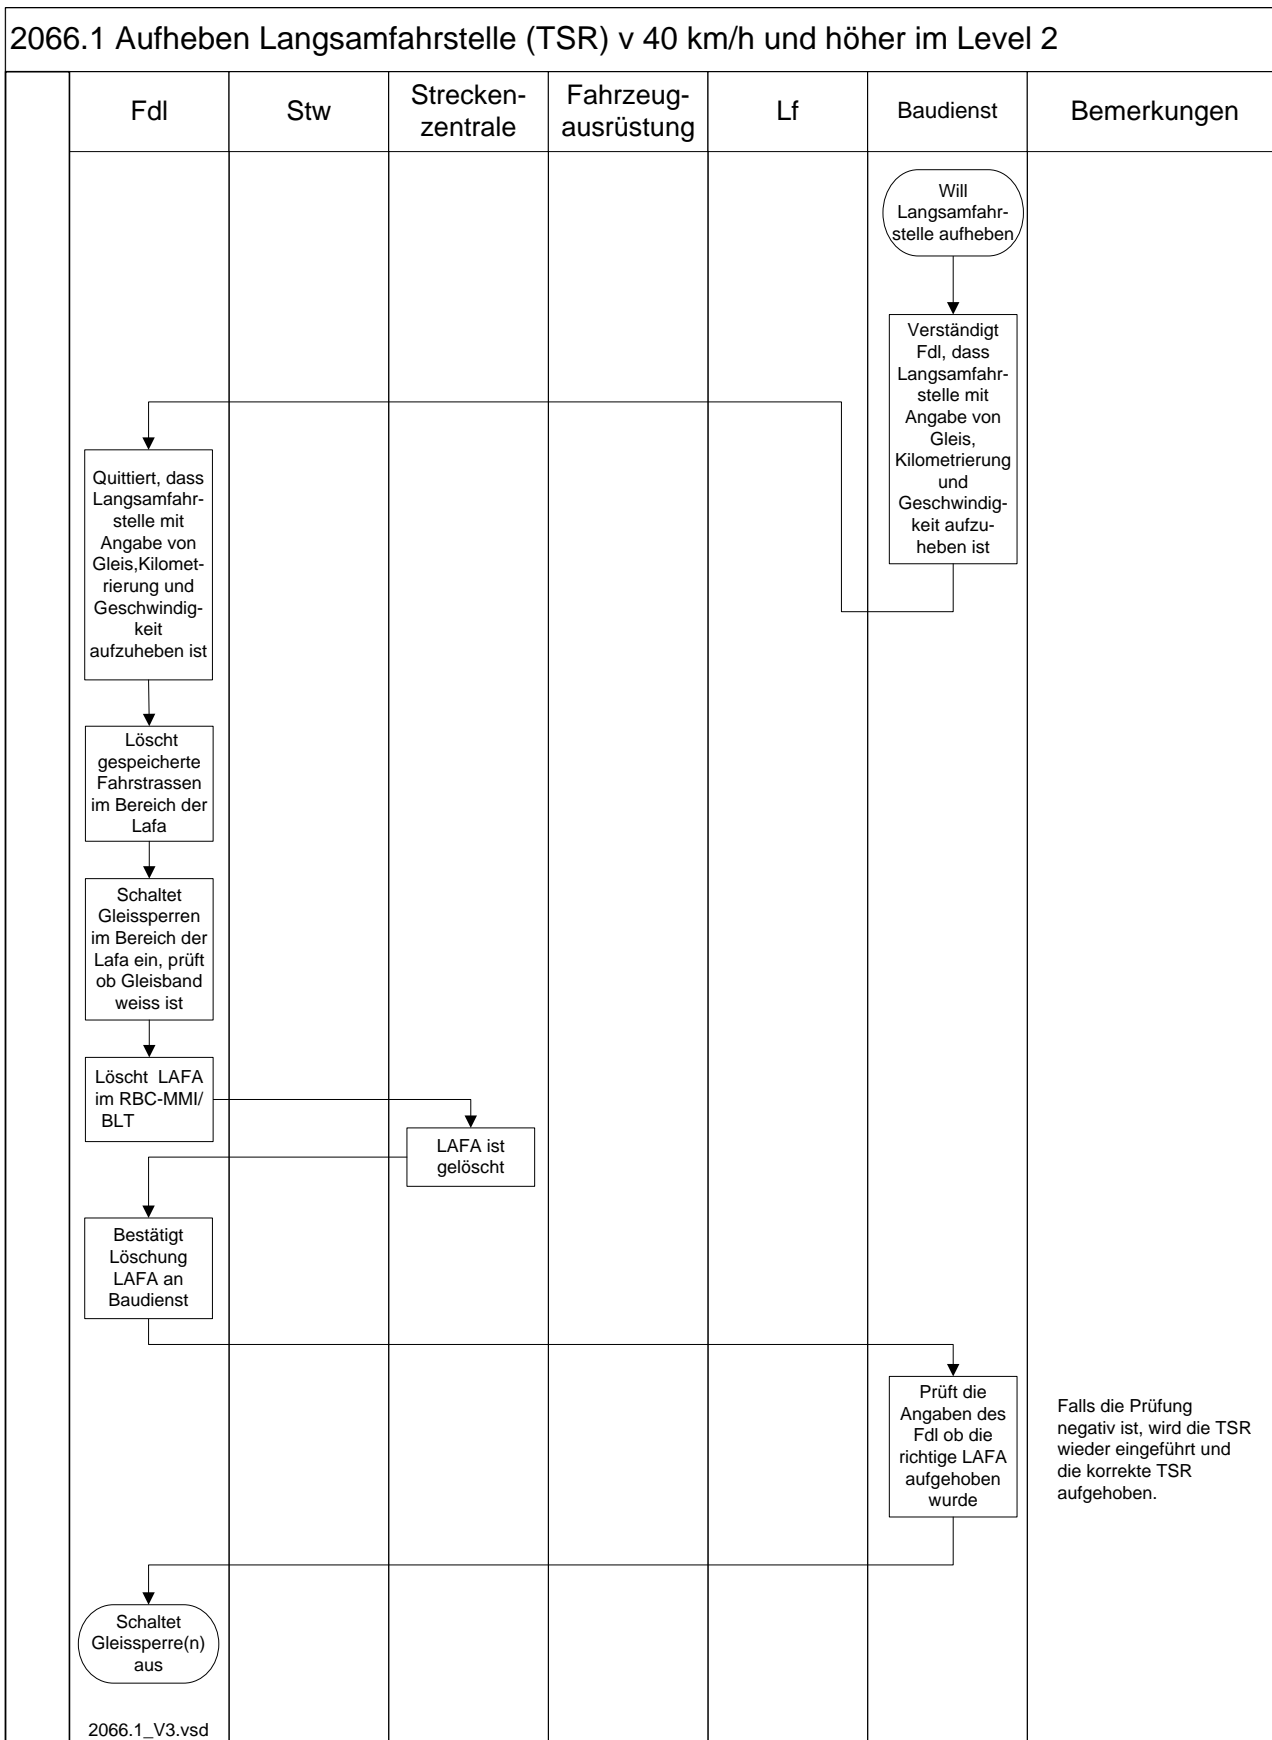 2066.1 Aufheben Langsamfahrstelle (TSR) v 40 km/h und höher im Level 2
Fdl
Stw
Strecken-
zentrale
Fahrzeug-
ausrüstung
Lf
Baudienst
Bemerkungen
Will
Langsamfahr-
stelle aufheben
Verständigt
Fdl, dass
Langsamfahr-
stelle mit
Angabe von
Gleis,
Kilometrierung
und
Geschwindig-
keit aufzu-
heben ist
Quittiert, dass
Langsamfahr-
stelle mit
Angabe von
Gleis,Kilomet-
rierung und
Geschwindig-
keit
aufzuheben ist
Löscht
gespeicherte
Fahrstrassen
im Bereich der
Lafa
Schaltet
Gleissperren
im Bereich der
Lafa ein, prüft
ob Gleisband
weiss ist
Löscht LAFA
im RBC-MMI/
BLT
LAFA ist
gelöscht
Bestätigt
Löschung
LAFA an
Baudienst
Prüft die
Angaben des
Fdl ob die
richtige LAFA
aufgehoben
wurde
Falls die Prüfung
negativ ist, wird die TSR
wieder eingeführt und
die korrekte TSR
aufgehoben.
Schaltet
Gleissperre(n)
aus
2066.1_V3.vsd